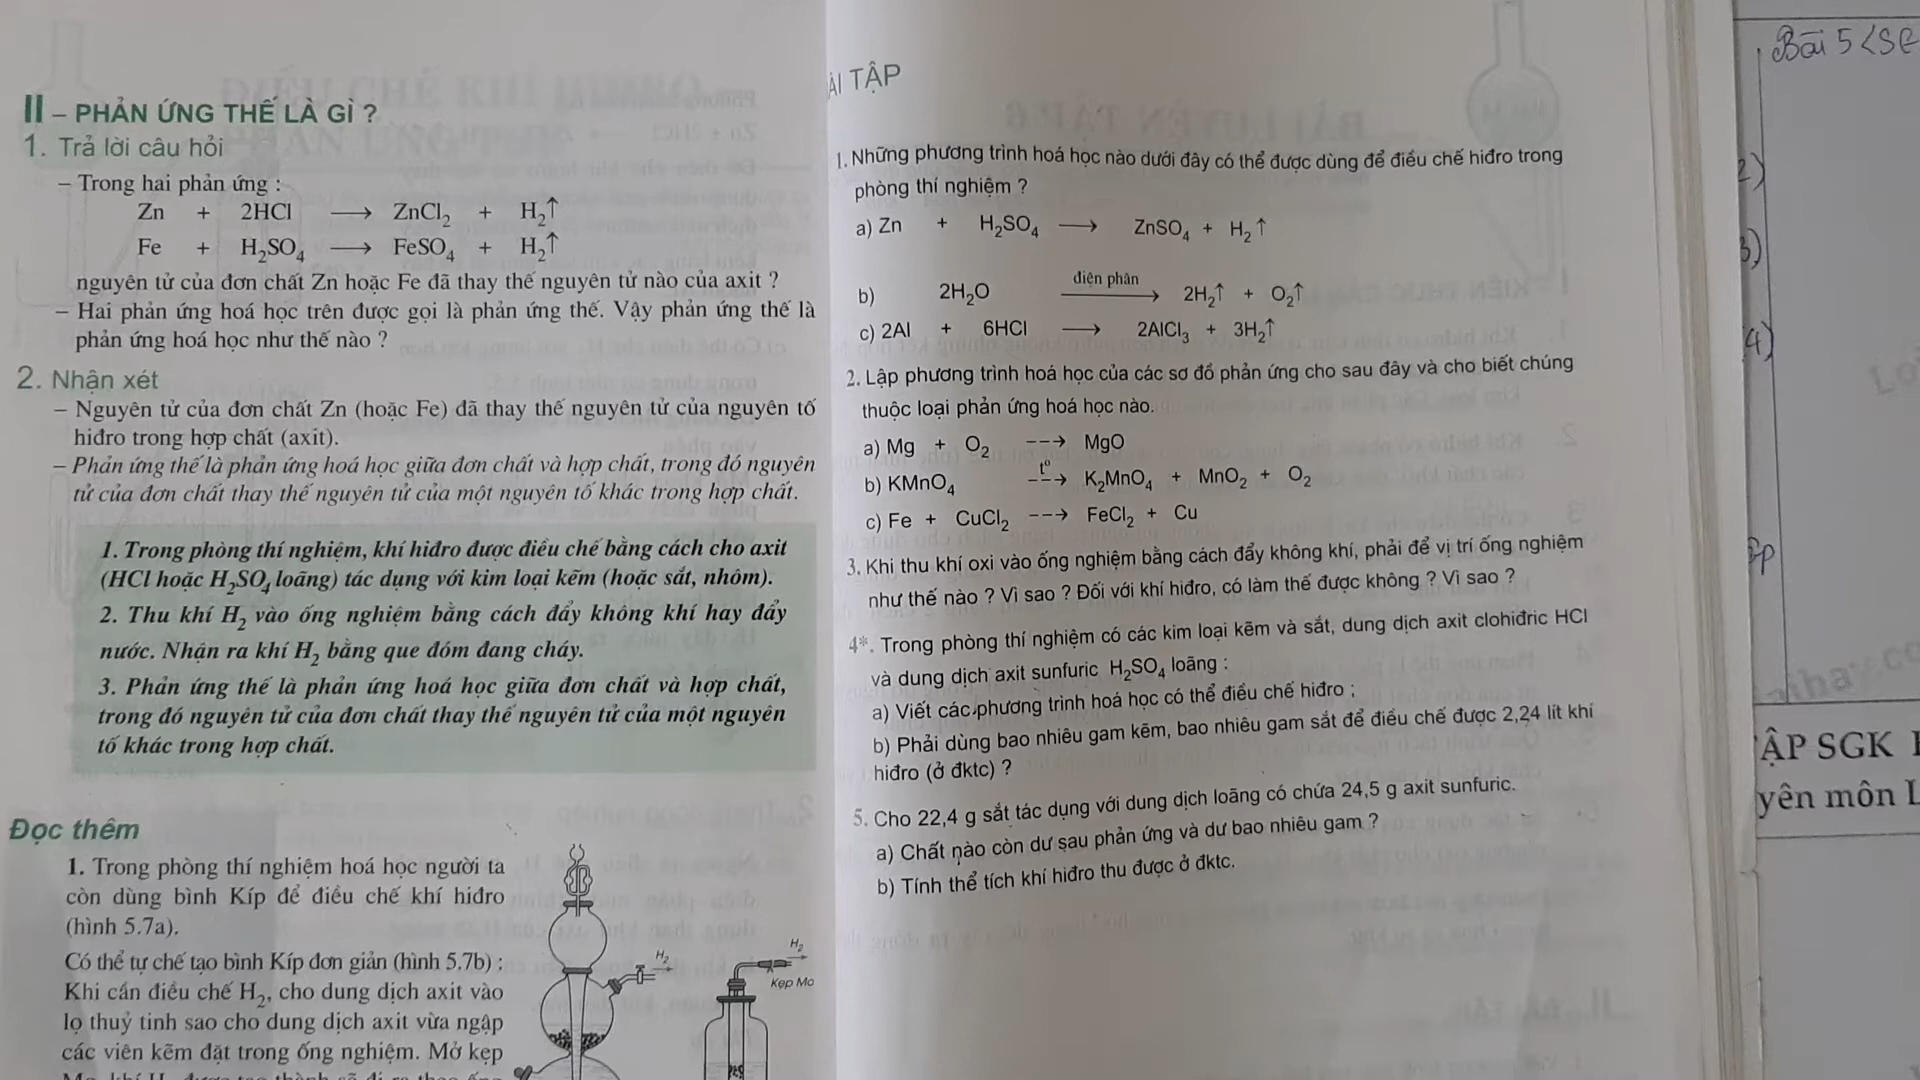 II – PHẢN ỨNG THẾ LÀ GÌ ?
1. Trả lời câu hỏi
– Trong hai phản ứng :
Zn + 2HCl ⟶ ZnCl₂ + H₂↑
Fe + H₂SO₄ ⟶ FeSO₄ + H₂↑
nguyên tử của đơn chất Zn hoặc Fe đã thay thế nguyên tử nào của axit ?
– Hai phản ứng hoá học trên được gọi là phản ứng thế. Vậy phản ứng thế là
phản ứng hoá học như thế nào ?
2. Nhận xét
– Nguyên tử của đơn chất Zn (hoặc Fe) đã thay thế nguyên tử của nguyên tố
hiđro trong hợp chất (axit).
– Phản ứng thế là phản ứng hoá học giữa đơn chất và hợp chất, trong đó nguyên
tử của đơn chất thay thế nguyên tử của một nguyên tố khác trong hợp chất.
1. Trong phòng thí nghiệm, khí hiđro được điều chế bằng cách cho axit
(HCl hoặc H₂SO₄ loãng) tác dụng với kim loại kẽm (hoặc sắt, nhôm).
2. Thu khí H₂ vào ống nghiệm bằng cách đẩy không khí hay đẩy
nước. Nhận ra khí H₂ bằng que đóm đang cháy.
3. Phản ứng thế là phản ứng hoá học giữa đơn chất và hợp chất,
trong đó nguyên tử của đơn chất thay thế nguyên tử của một nguyên
tố khác trong hợp chất.
Đọc thêm
1. Trong phòng thí nghiệm hoá học người ta
còn dùng bình Kíp để điều chế khí hiđro
(hình 5.7a).
Có thể tự chế tạo bình Kíp đơn giản (hình 5.7b) :
Khi cần điều chế H₂, cho dung dịch axit vào
lọ thuỷ tinh sao cho dung dịch axit vừa ngập
các viên kẽm đặt trong ống nghiệm. Mở kẹp
H₂
H₂
Kẹp Mo
ÀI TẬP
1. Những phương trình hoá học nào dưới đây có thể được dùng để điều chế hiđro trong
phòng thí nghiệm ?
a) Zn + H₂SO₄ ⟶ ZnSO₄ + H₂↑
điện phân
b) 2H₂O ⟶ 2H₂↑ + O₂↑
c) 2Al + 6HCl ⟶ 2AlCl₃ + 3H₂↑
2. Lập phương trình hoá học của các sơ đồ phản ứng cho sau đây và cho biết chúng
thuộc loại phản ứng hoá học nào.
a) Mg + O₂ --→ MgO
t°
b) KMnO₄ --→ K₂MnO₄ + MnO₂ + O₂
c) Fe + CuCl₂ --→ FeCl₂ + Cu
3. Khi thu khí oxi vào ống nghiệm bằng cách đẩy không khí, phải để vị trí ống nghiệm
như thế nào ? Vì sao ? Đối với khí hiđro, có làm thế được không ? Vì sao ?
4*. Trong phòng thí nghiệm có các kim loại kẽm và sắt, dung dịch axit clohiđric HCl
và dung dịch axit sunfuric H₂SO₄ loãng :
a) Viết các phương trình hoá học có thể điều chế hiđro ;
b) Phải dùng bao nhiêu gam kẽm, bao nhiêu gam sắt để điều chế được 2,24 lít khí
hiđro (ở đktc) ?
5. Cho 22,4 g sắt tác dụng với dung dịch loãng có chứa 24,5 g axit sunfuric.
a) Chất nào còn dư sau phản ứng và dư bao nhiêu gam ?
b) Tính thể tích khí hiđro thu được ở đktc.
Bài 5
2)
3)
4)
ẬP SGK
yên môn